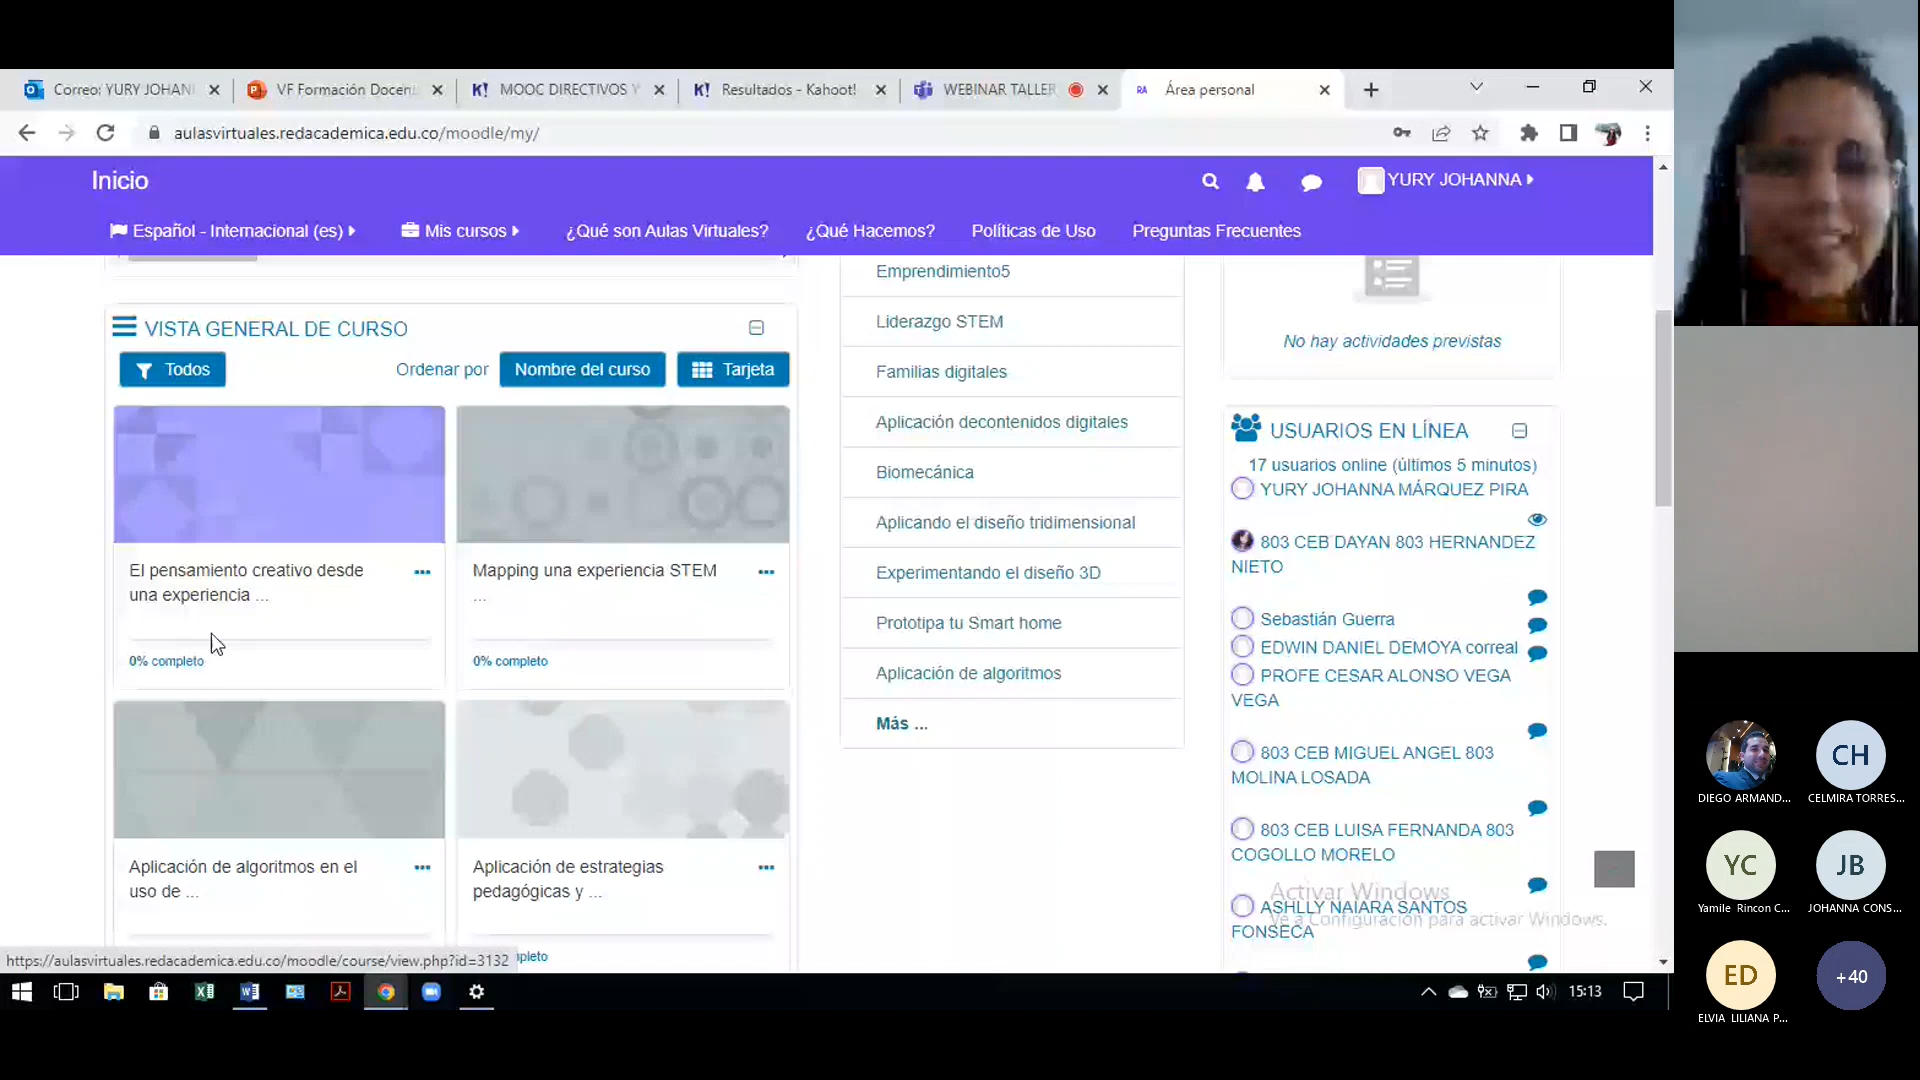 Correo: YURY JOHAN
VF Formación Docen
MOOC DIRECTIVOS Y
Resultados - Kahoot!
WEBINAR TALLER
Área personal
aulasvirtuales.redacademica.edu.co/moodle/my/
Inicio
YURY JOHANNA
Español - Internacional (es)
Mis cursos
¿Qué son Aulas Virtuales?
¿Qué Hacemos?
Políticas de Uso
Preguntas Frecuentes
VISTA GENERAL DE CURSO
Todos
Ordenar por
Nombre del curso
Tarjeta
El pensamiento creativo desde
una experiencia ...
0% completo
Mapping una experiencia STEM
...
0% completo
Aplicación de algoritmos en el
uso de ...
Aplicación de estrategias
pedagógicas y ...
pleto
https://aulasvirtuales.redacademica.edu.co/moodle/course/view.php?id=3132
Emprendimiento5
Liderazgo STEM
Familias digitales
Aplicación decontenidos digitales
Biomecánica
Aplicando el diseño tridimensional
Experimentando el diseño 3D
Prototipa tu Smart home
Aplicación de algoritmos
Más ...
No hay actividades previstas
USUARIOS EN LÍNEA
17 usuarios online (últimos 5 minutos)
YURY JOHANNA MÁRQUEZ PIRA
803 CEB DAYAN 803 HERNANDEZ
NIETO
Sebastián Guerra
EDWIN DANIEL DEMOYA correal
PROFE CESAR ALONSO VEGA
VEGA
803 CEB MIGUEL ANGEL 803
MOLINA LOSADA
803 CEB LUISA FERNANDA 803
COGOLLO MORELO
ASHLLY NAIARA SANTOS
FONSECA
Activar Windows
Ve a Configuración para activar Windows.
15:13
DIEGO ARMAND...
CH
CELMIRA TORRES...
YC
Yamile Rincon C...
JB
JOHANNA CONS...
ED
ELVIA LILIANA P...
+40